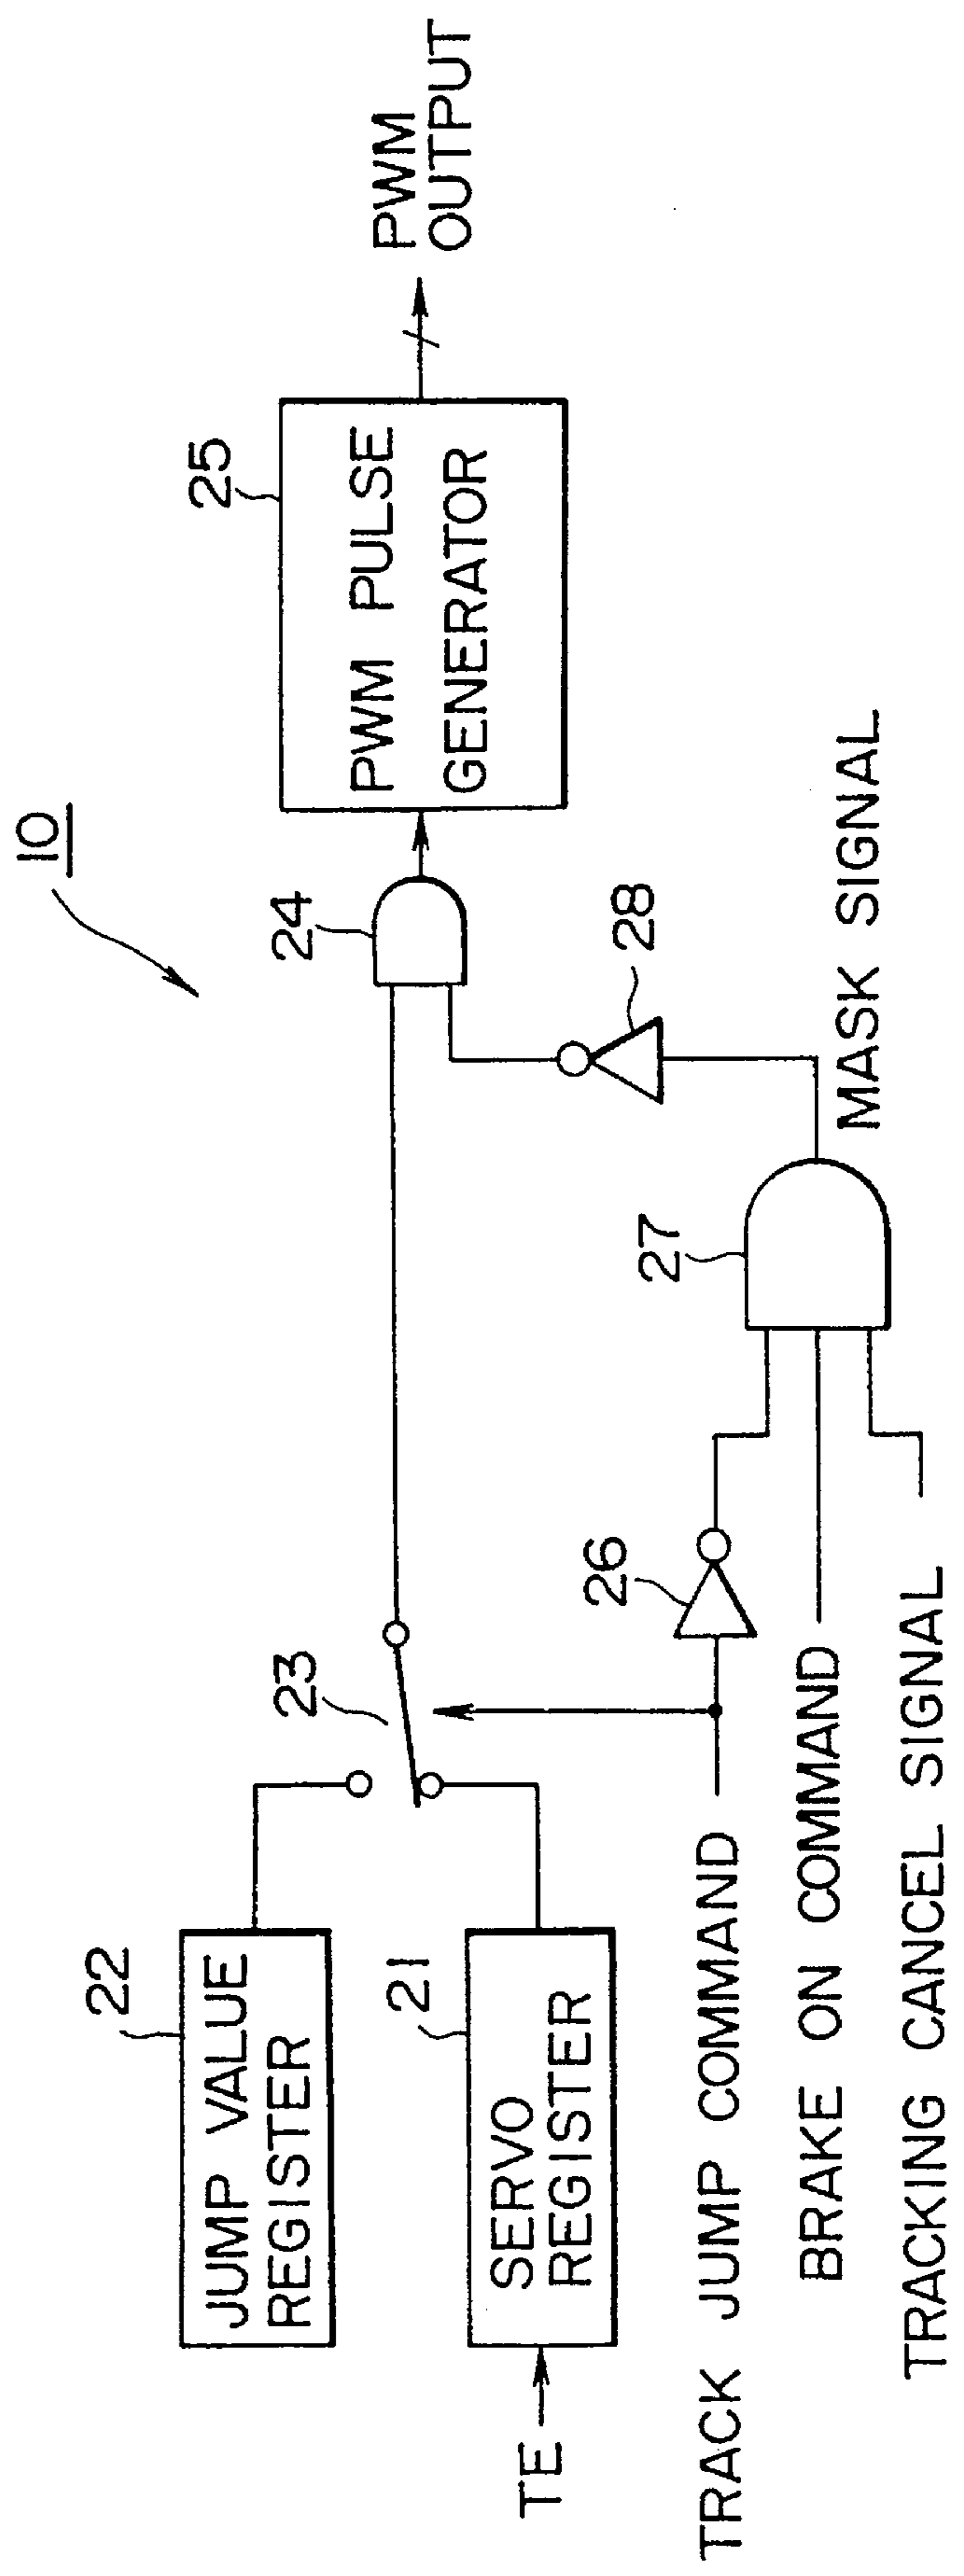 10
22
JUMP VALUE
REGISTER
21
SERVO
REGISTER
TE
23
24
25
PWM PULSE
GENERATOR
PWM
OUTPUT
26
27
28
MASK SIGNAL
TRACK JUMP COMMAND
BRAKE ON COMMAND
TRACKING CANCEL SIGNAL